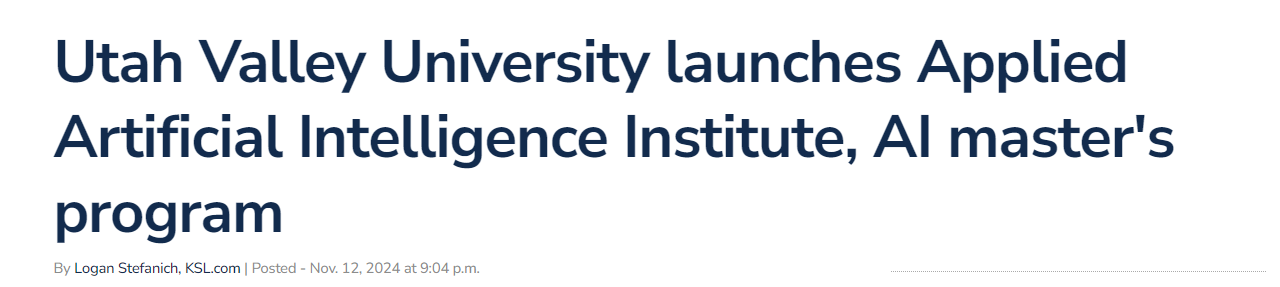 Utah Valley University launches Applied
Artificial Intelligence Institute, AI master's
program
By Logan Stefanich, KSL.com | Posted - Nov. 12, 2024 at 9:04 p.m.